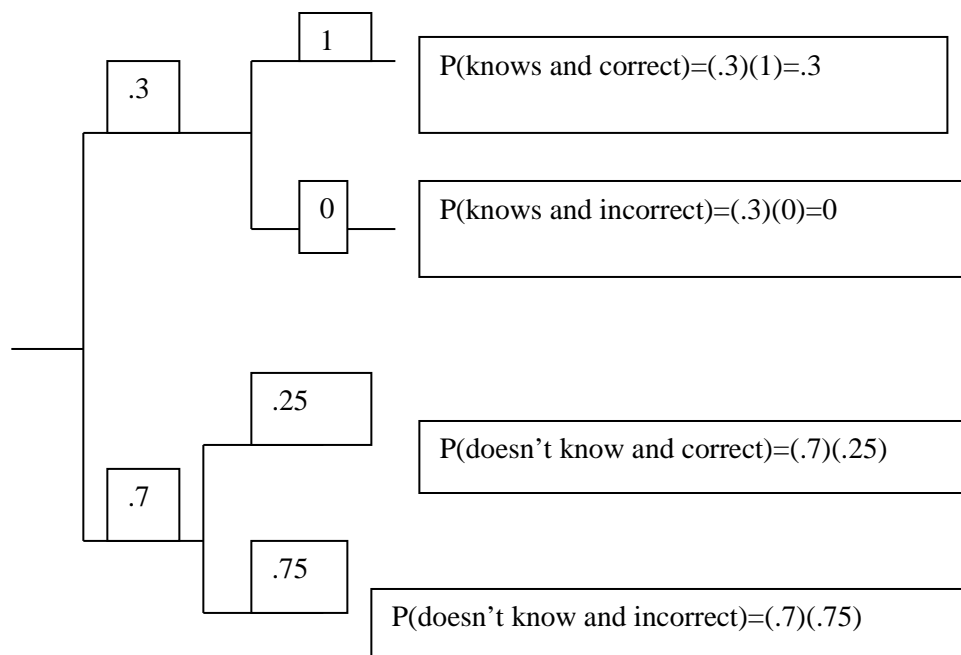 1
P(knows and correct)=(.3)(1)=.3
.3
0
P(knows and incorrect)=(.3)(0)=0
.25
P(doesn’t know and correct)=(.7)(.25)
.7
.75
P(doesn’t know and incorrect)=(.7)(.75)